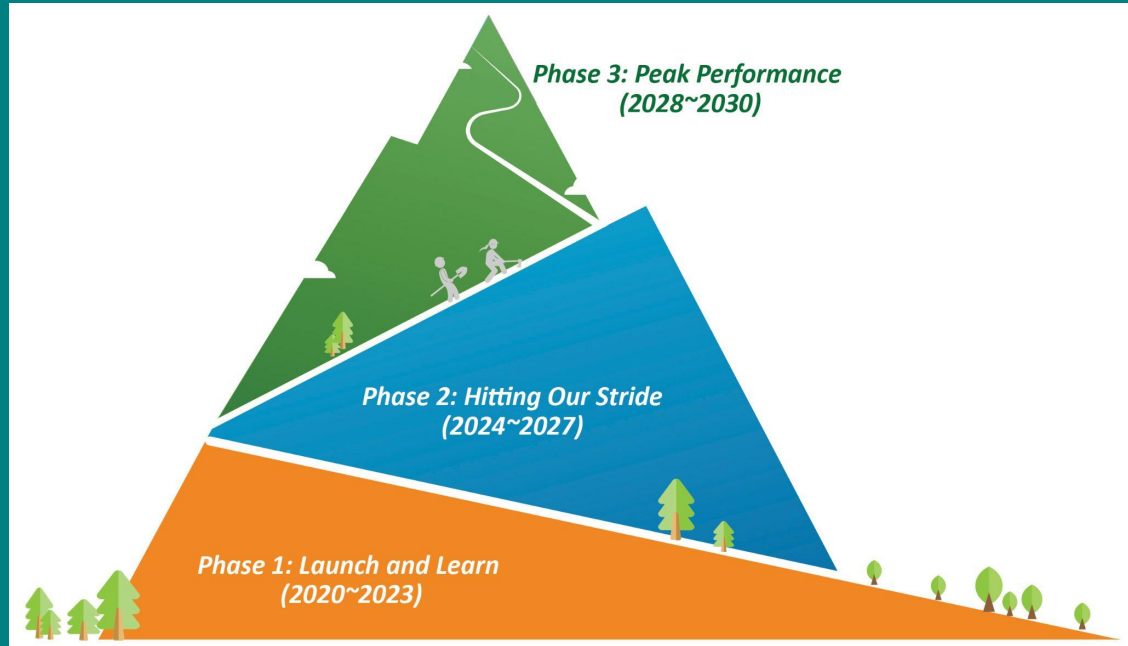 Phase 3: Peak Performance
(2028~2030)
Phase 2: Hitting Our Stride
(2024~2027)
Phase 1: Launch and Learn
(2020~2023)